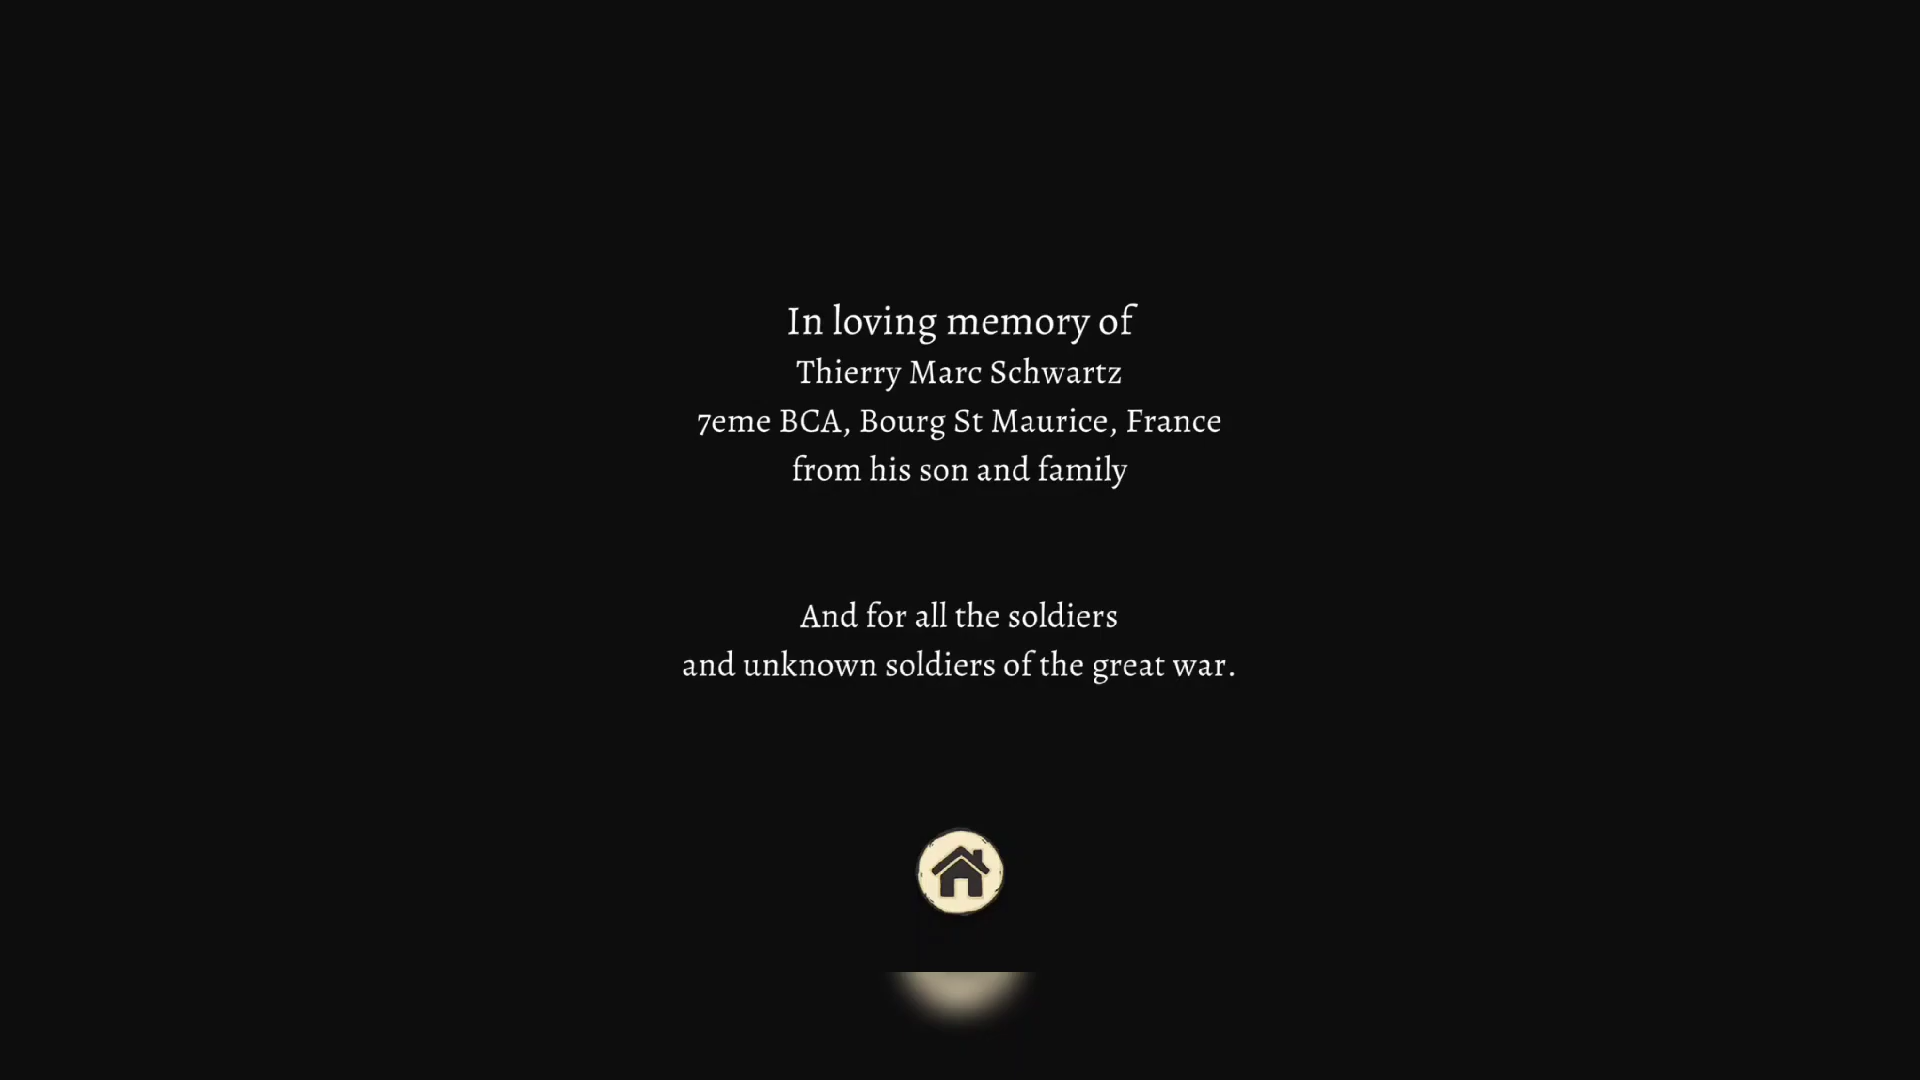 In loving memory of
Thierry Marc Schwartz
7eme BCA, Bourg St Maurice, France
from his son and family
And for all the soldiers
and unknown soldiers of the great war.